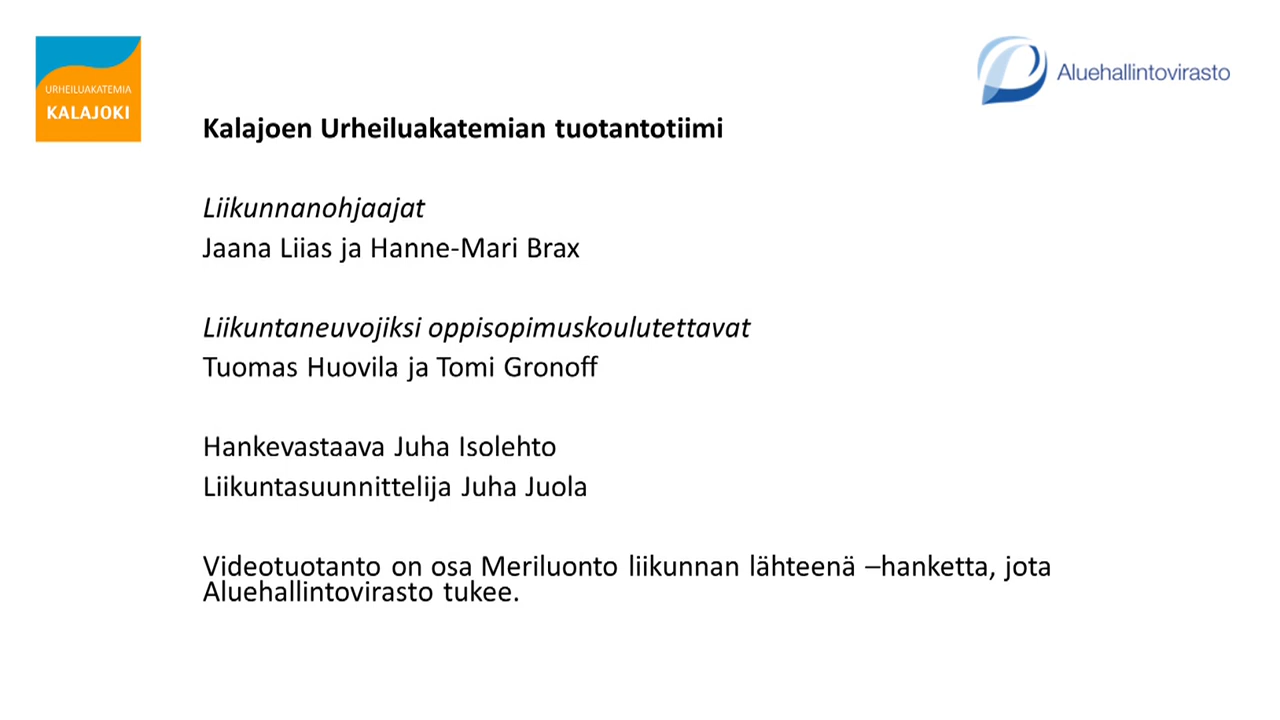 URHEILUAKATEMIA
KALAJOKI
Aluehallintovirasto
Kalajoen Urheiluakatemian tuotantotiimi
Liikunnanohjaajat
Jaana Liias ja Hanne-Mari Brax
Liikuntaneuvojiksi oppisopimuskoulutettavat
Tuomas Huovila ja Tomi Gronoff
Hankevastaava Juha Isolehto
Liikuntasuunnittelija Juha Juola
Videotuotanto on osa Meriluonto liikunnan lähteenä –hanketta, jota
Aluehallintovirasto tukee.